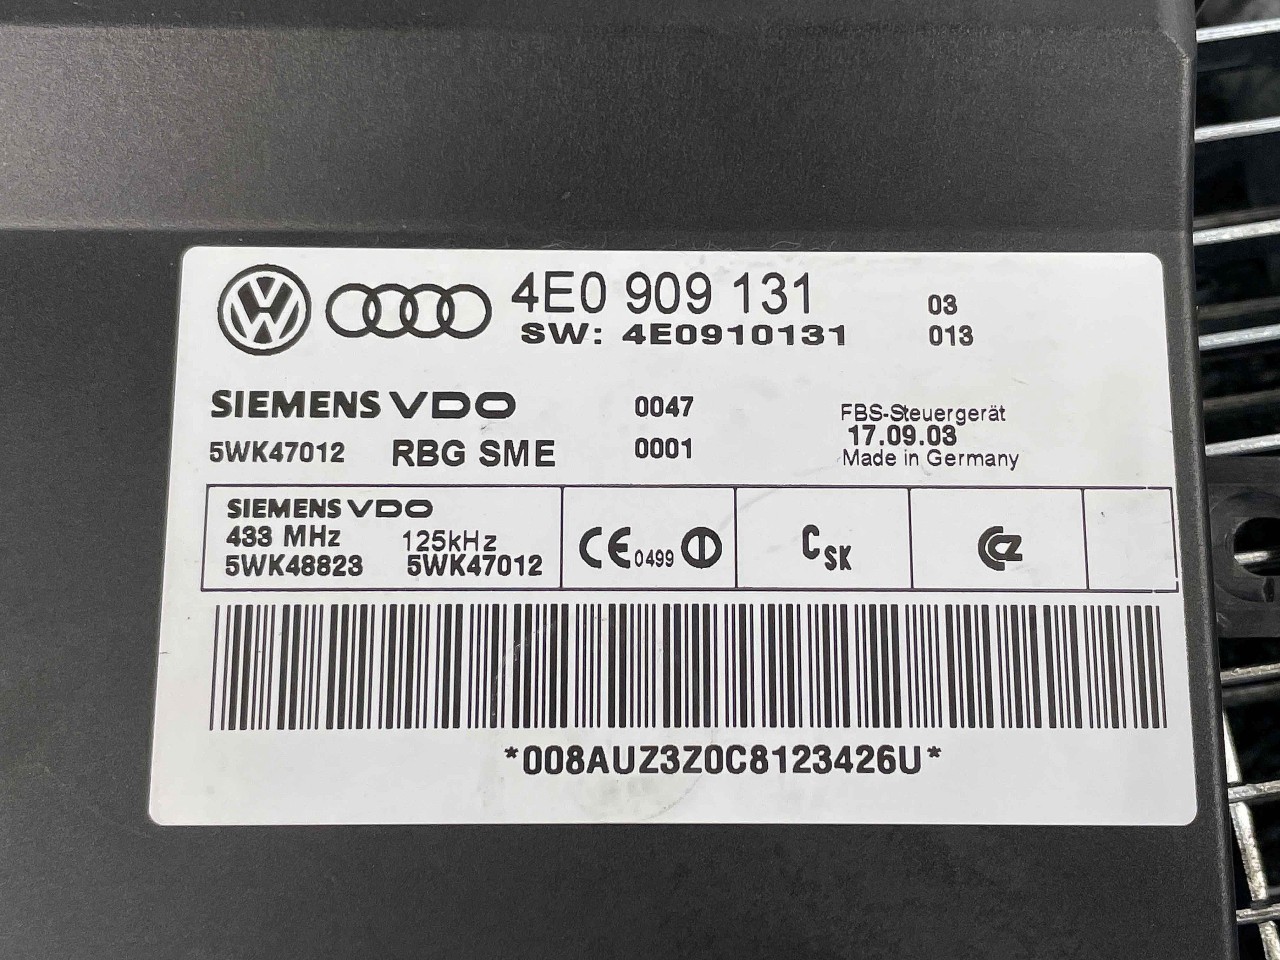 4E0 909 131 03
SW: 4E0910131 013
SIEMENS VDO 0047 FBS-Steuergerät
17.09.03
5WK47012 RBG SME 0001 Made in Germany
SIEMENS VDO
433 MHz 125kHz
5WK48823 5WK47012
CE 0499
CSK
CCZ
*008AUZ3Z0C8123426U*